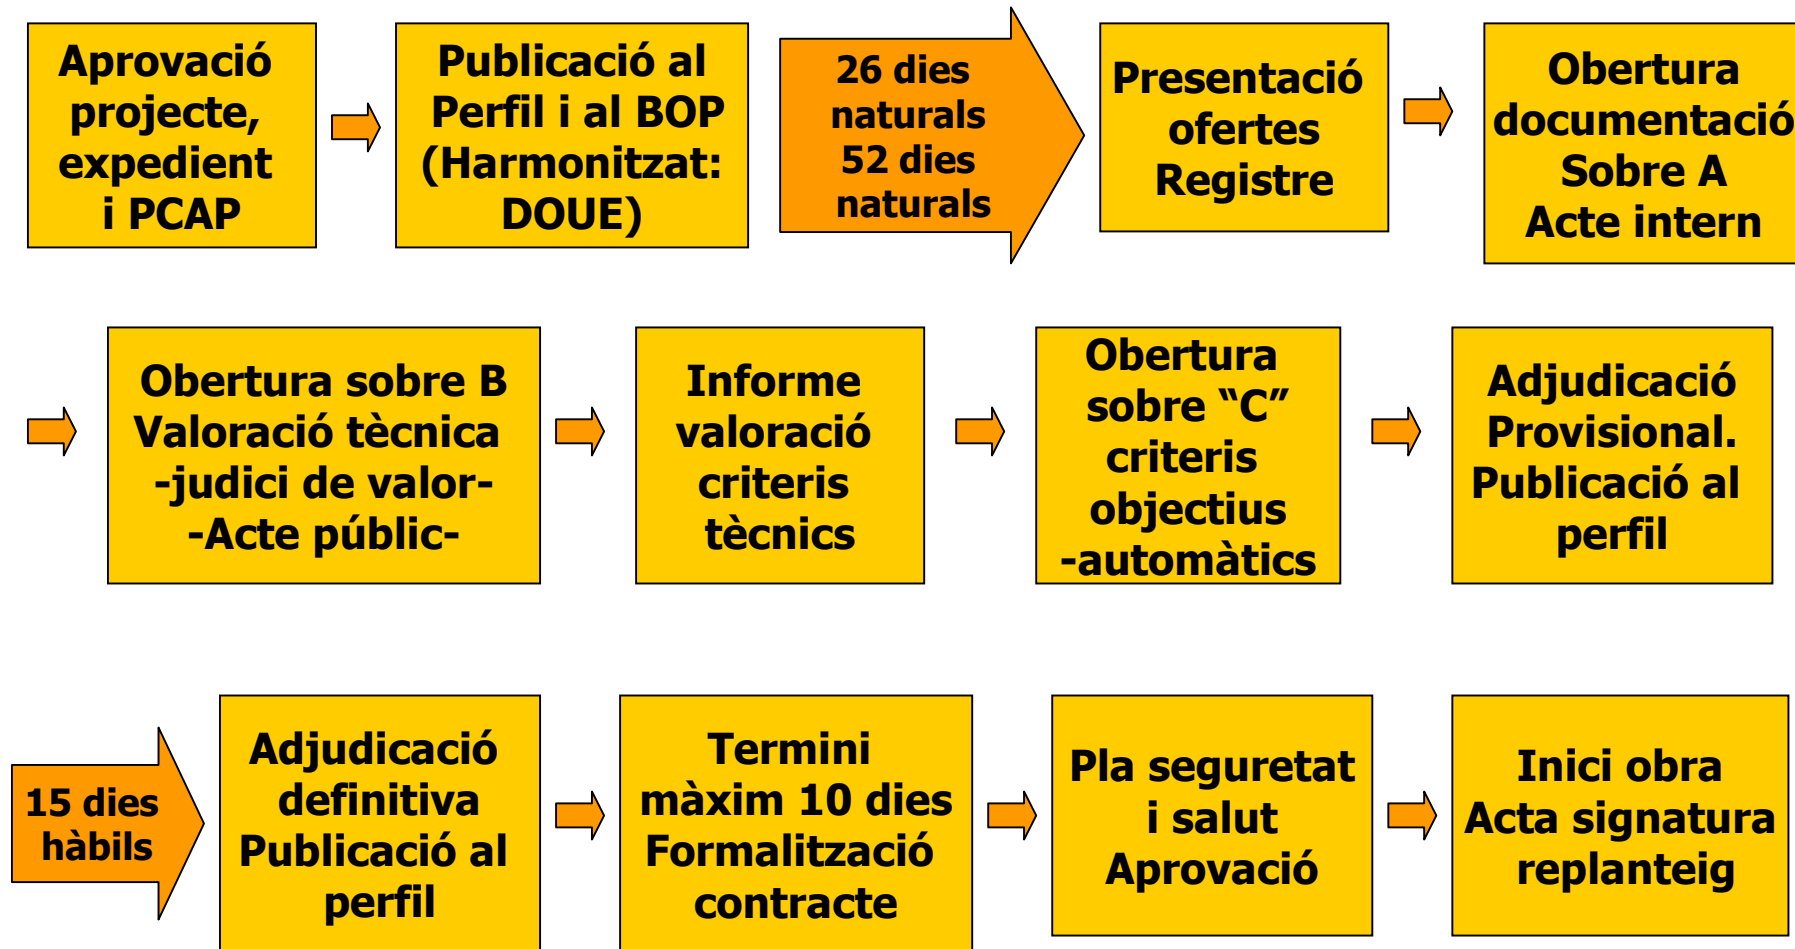 Aprovació
projecte,
expedient
i PCAP
Publicació al
Perfil i al BOP
(Harmonitzat:
DOUE)
26 dies
naturals
52 dies
naturals
Presentació
ofertes
Registre
Obertura
documentació
Sobre A
Acte intern
Obertura sobre B
Valoració tècnica
-judici de valor-
-Acte públic-
Informe
valoració
criteris
tècnics
Obertura
sobre “C”
criteris
objectius
-automàtics
Adjudicació
Provisional.
Publicació al
perfil
15 dies
hàbils
Adjudicació
definitiva
Publicació al
perfil
Termini
màxim 10 dies
Formalització
contracte
Pla seguretat
i salut
Aprovació
Inici obra
Acta signatura
replanteig